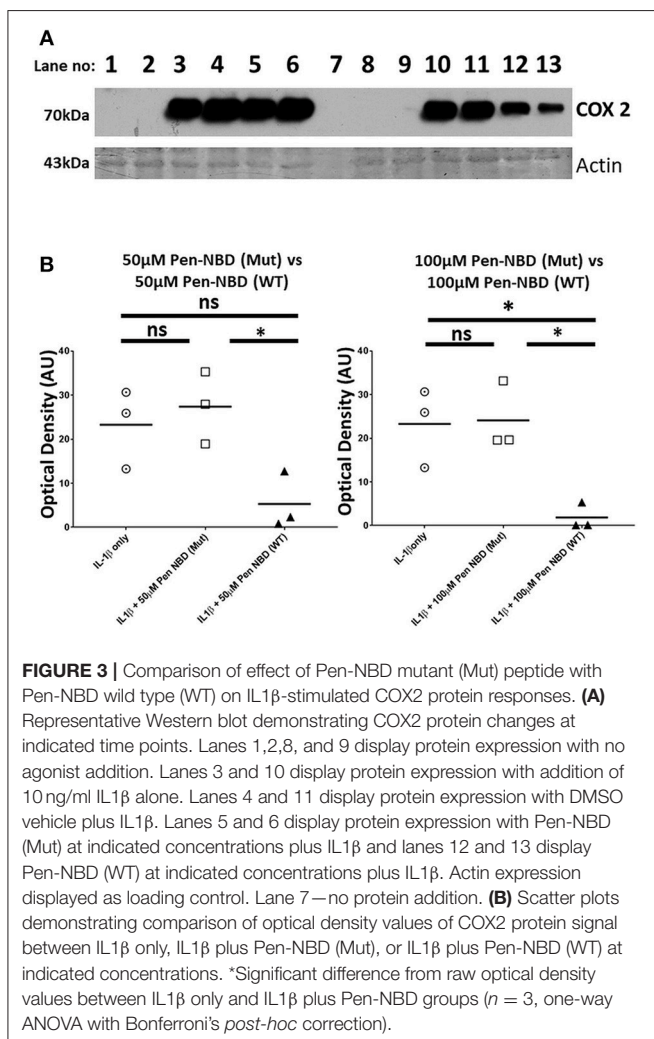 A
Lane no: 1 2 3 4 5 6 7 8 9 10 11 12 13
70kDa COX 2
43kDa Actin
B
50µM Pen-NBD (Mut) vs
50µM Pen-NBD (WT)
ns
ns *
Optical Density (AU)
40
30
20
10
0
IL-1β only
IL1β + 50µM Pen NBD (Mut)
IL1β + 50µM Pen NBD (WT)
100µM Pen-NBD (Mut) vs
100µM Pen-NBD (WT)
*
ns *
Optical Density (AU)
40
30
20
10
0
IL-1β only
IL1β + 100µM Pen NBD (Mut)
IL1β + 100µM Pen NBD (WT)
FIGURE 3 | Comparison of effect of Pen-NBD mutant (Mut) peptide with
Pen-NBD wild type (WT) on IL1β-stimulated COX2 protein responses. (A)
Representative Western blot demonstrating COX2 protein changes at
indicated time points. Lanes 1,2,8, and 9 display protein expression with no
agonist addition. Lanes 3 and 10 display protein expression with addition of
10 ng/ml IL1β alone. Lanes 4 and 11 display protein expression with DMSO
vehicle plus IL1β. Lanes 5 and 6 display protein expression with Pen-NBD
(Mut) at indicated concentrations plus IL1β and lanes 12 and 13 display
Pen-NBD (WT) at indicated concentrations plus IL1β. Actin expression
displayed as loading control. Lane 7—no protein addition. (B) Scatter plots
demonstrating comparison of optical density values of COX2 protein signal
between IL1β only, IL1β plus Pen-NBD (Mut), or IL1β plus Pen-NBD (WT) at
indicated concentrations. *Significant difference from raw optical density
values between IL1β only and IL1β plus Pen-NBD groups (n = 3, one-way
ANOVA with Bonferroni's post-hoc correction).